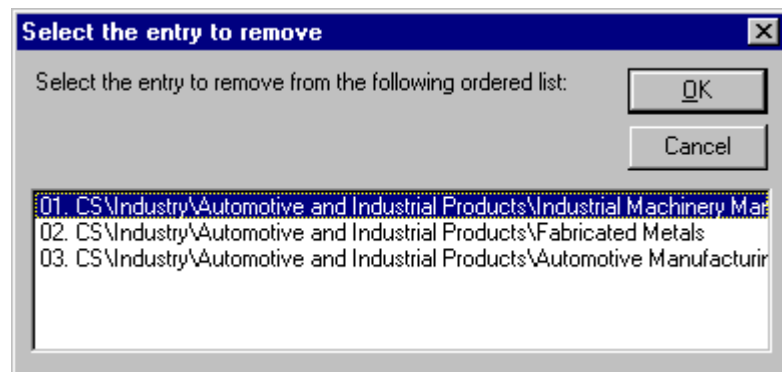 Select the entry to remove
Select the entry to remove from the following ordered list:
OK
Cancel
01. CS\Industry\Automotive and Industrial Products\Industrial Machinery
02. CS\Industry\Automotive and Industrial Products\Fabricated Metals
03. CS\Industry\Automotive and Industrial Products\Automotive